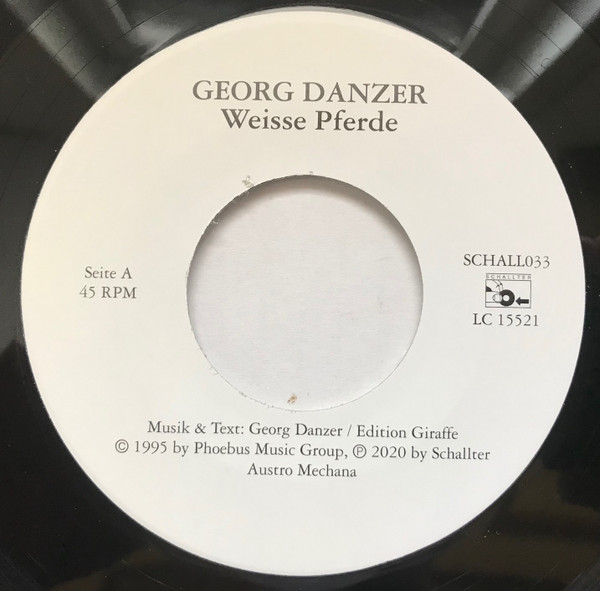 GEORG DANZER
Weisse Pferde
Seite A
45 RPM
SCHALL033
SCHALLTER
LC 15521
Musik & Text: Georg Danzer / Edition Giraffe
© 1995 by Phoebus Music Group, ℗ 2020 by Schallter
Austro Mechana